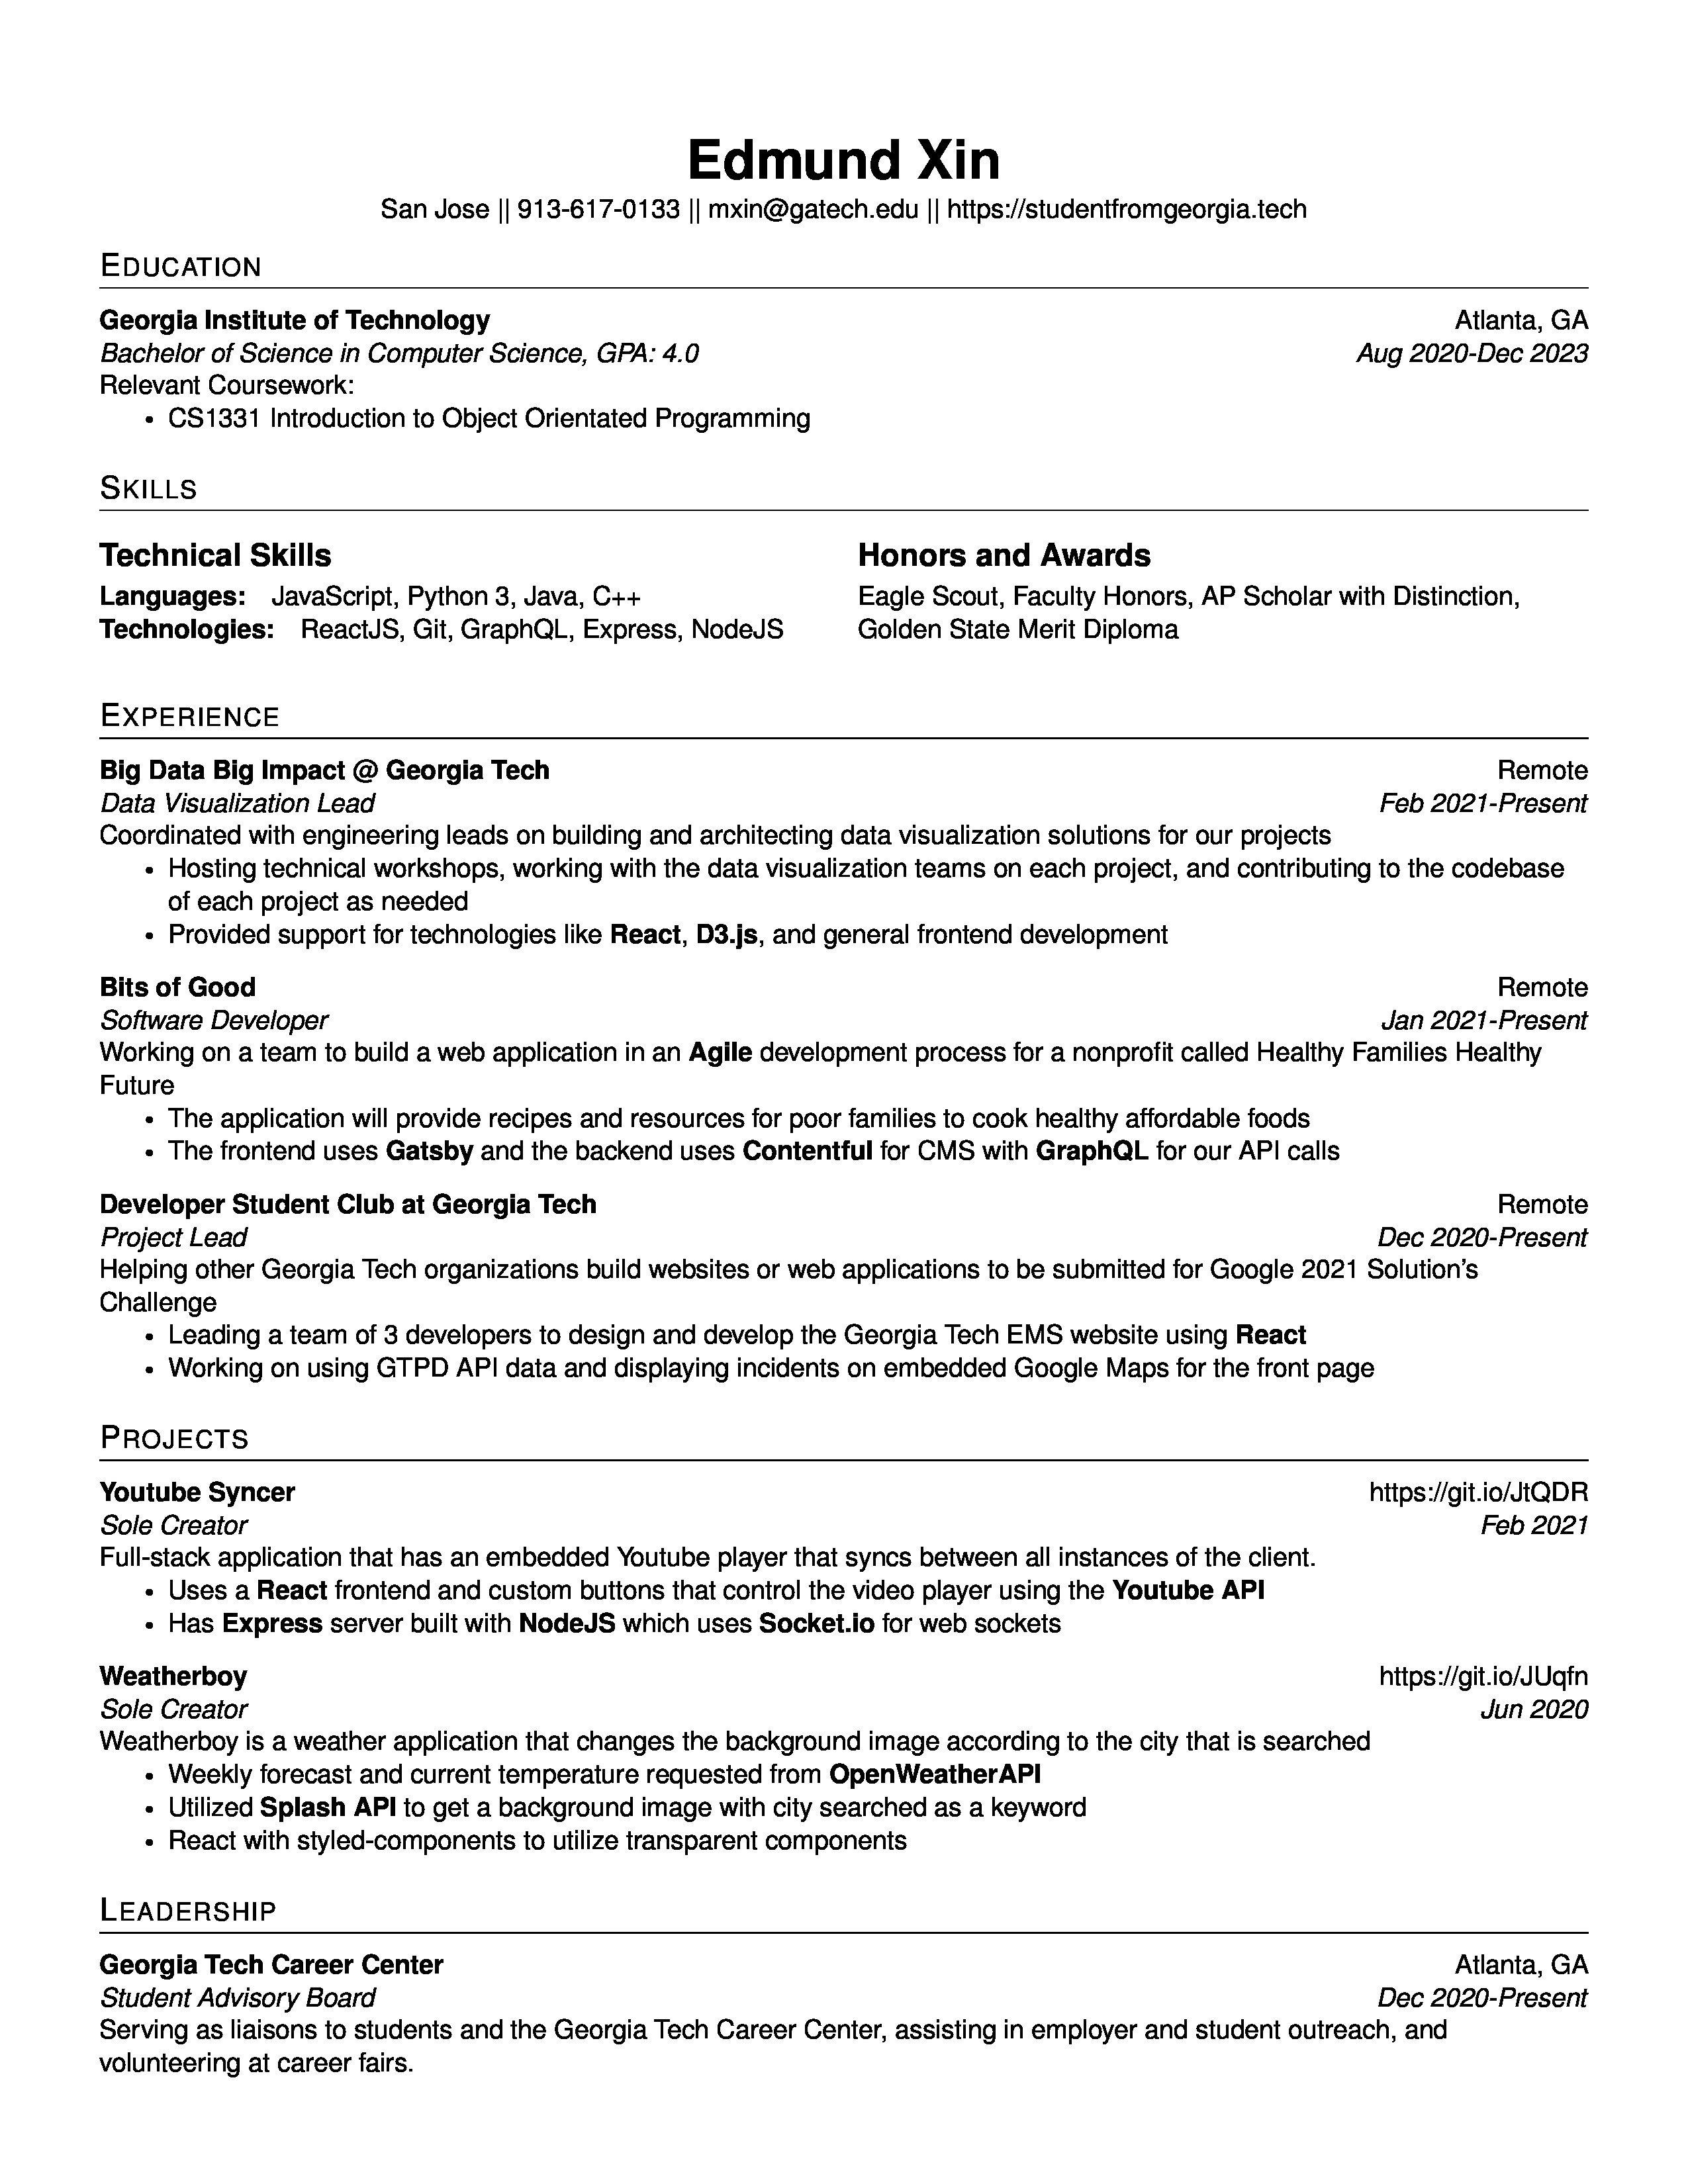 Edmund Xin
San Jose || 913-617-0133 || mxin@gatech.edu || https://studentfromgeorgia.tech
EDUCATION
Georgia Institute of Technology Atlanta, GA
Bachelor of Science in Computer Science, GPA: 4.0 Aug 2020-Dec 2023
Relevant Coursework:
• CS1331 Introduction to Object Orientated Programming
SKILLS
Technical Skills
Languages: JavaScript, Python 3, Java, C++
Technologies: ReactJS, Git, GraphQL, Express, NodeJS
Honors and Awards
Eagle Scout, Faculty Honors, AP Scholar with Distinction,
Golden State Merit Diploma
EXPERIENCE
Big Data Big Impact @ Georgia Tech Remote
Data Visualization Lead Feb 2021-Present
Coordinated with engineering leads on building and architecting data visualization solutions for our projects
• Hosting technical workshops, working with the data visualization teams on each project, and contributing to the codebase
of each project as needed
• Provided support for technologies like React, D3.js, and general frontend development
Bits of Good Remote
Software Developer Jan 2021-Present
Working on a team to build a web application in an Agile development process for a nonprofit called Healthy Families Healthy
Future
• The application will provide recipes and resources for poor families to cook healthy affordable foods
• The frontend uses Gatsby and the backend uses Contentful for CMS with GraphQL for our API calls
Developer Student Club at Georgia Tech Remote
Project Lead Dec 2020-Present
Helping other Georgia Tech organizations build websites or web applications to be submitted for Google 2021 Solution's
Challenge
• Leading a team of 3 developers to design and develop the Georgia Tech EMS website using React
• Working on using GTPD API data and displaying incidents on embedded Google Maps for the front page
PROJECTS
Youtube Syncer https://git.io/JtQDR
Sole Creator Feb 2021
Full-stack application that has an embedded Youtube player that syncs between all instances of the client.
• Uses a React frontend and custom buttons that control the video player using the Youtube API
• Has Express server built with NodeJS which uses Socket.io for web sockets
Weatherboy https://git.io/JUqfn
Sole Creator Jun 2020
Weatherboy is a weather application that changes the background image according to the city that is searched
• Weekly forecast and current temperature requested from OpenWeatherAPI
• Utilized Splash API to get a background image with city searched as a keyword
• React with styled-components to utilize transparent components
LEADERSHIP
Georgia Tech Career Center Atlanta, GA
Student Advisory Board Dec 2020-Present
Serving as liaisons to students and the Georgia Tech Career Center, assisting in employer and student outreach, and
volunteering at career fairs.